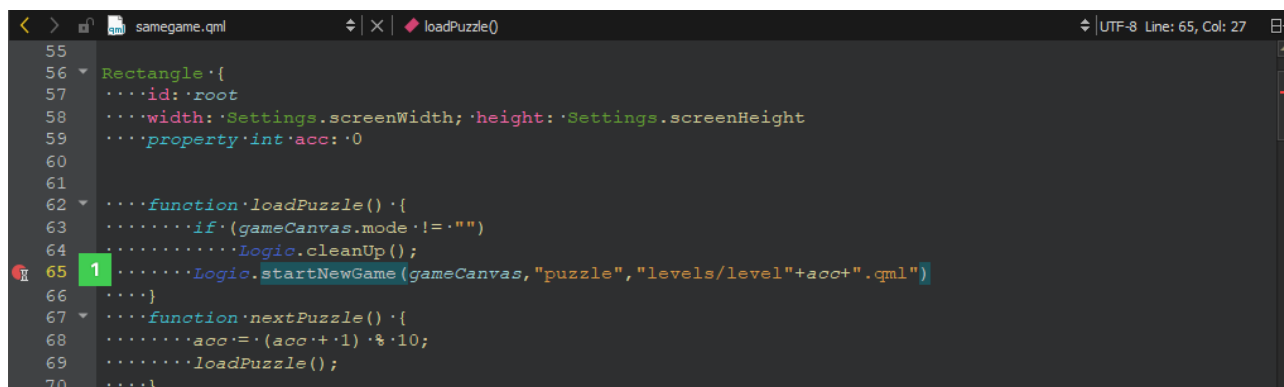 samegame.qml loadPuzzle() UTF-8 Line: 65, Col: 27
55
56 Rectangle {
57     id: root
58     width: Settings.screenWidth; height: Settings.screenHeight
59     property int acc: 0
60
61
62     function loadPuzzle() {
63         if (gameCanvas.mode != "")
64             Logic.cleanUp();
65 1       Logic.startNewGame(gameCanvas,"puzzle","levels/level"+acc+".qml")
66     }
67     function nextPuzzle() {
68         acc = (acc + 1) % 10;
69         loadPuzzle();
70     }